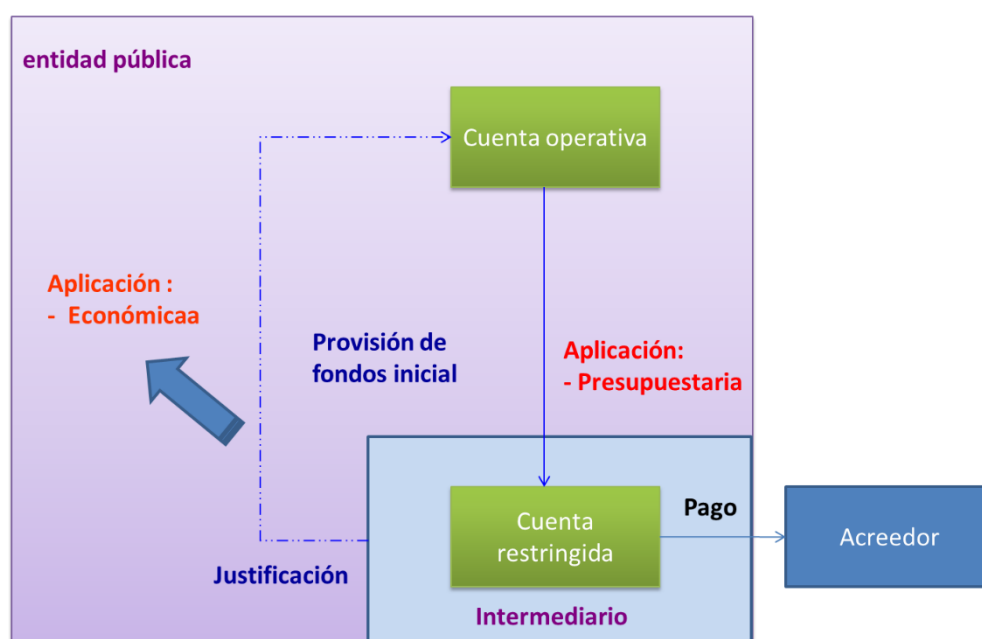 entidad pública
Cuenta operativa
Aplicación :
- Económicaa
Provisión de
fondos inicial
Aplicación:
- Presupuestaria
Pago
Cuenta
restringida
Acreedor
Justificación
Intermediario